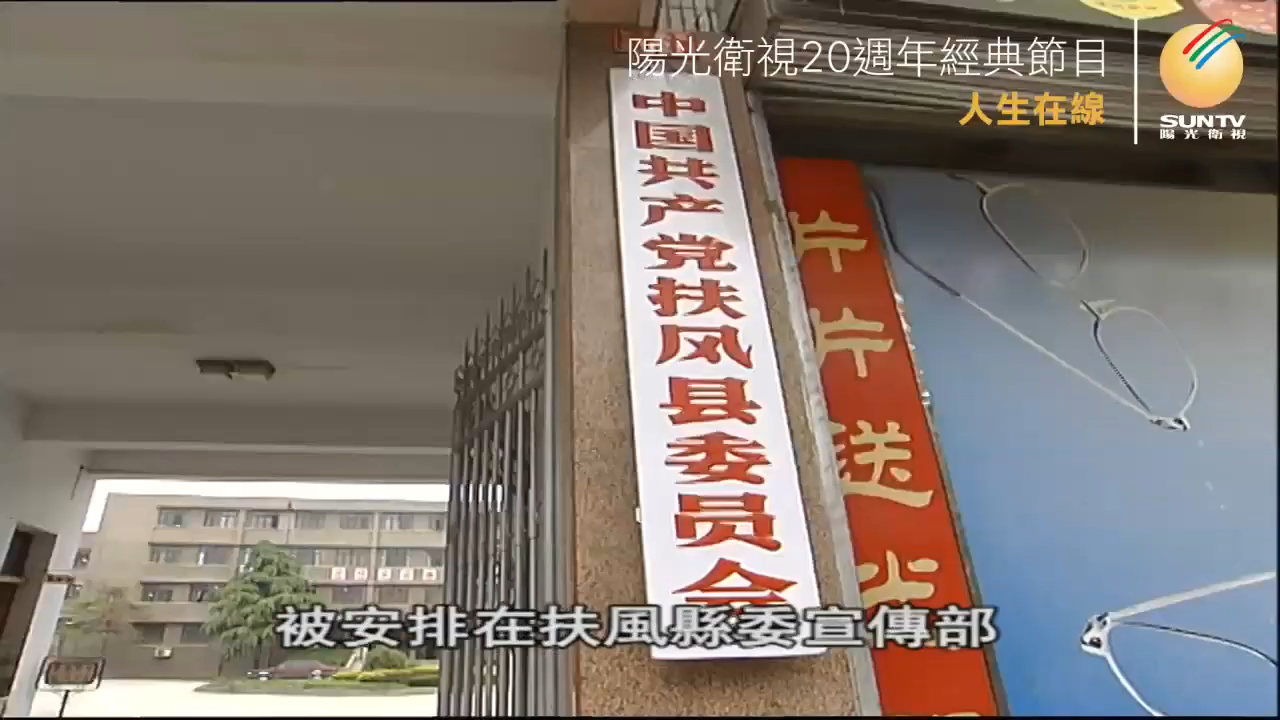 陽光衛視20週年經典節目
人生在線
SUNTV
陽光衛視
中国共产党扶风县委员会
片片送光
被安排在扶風縣委宣傳部